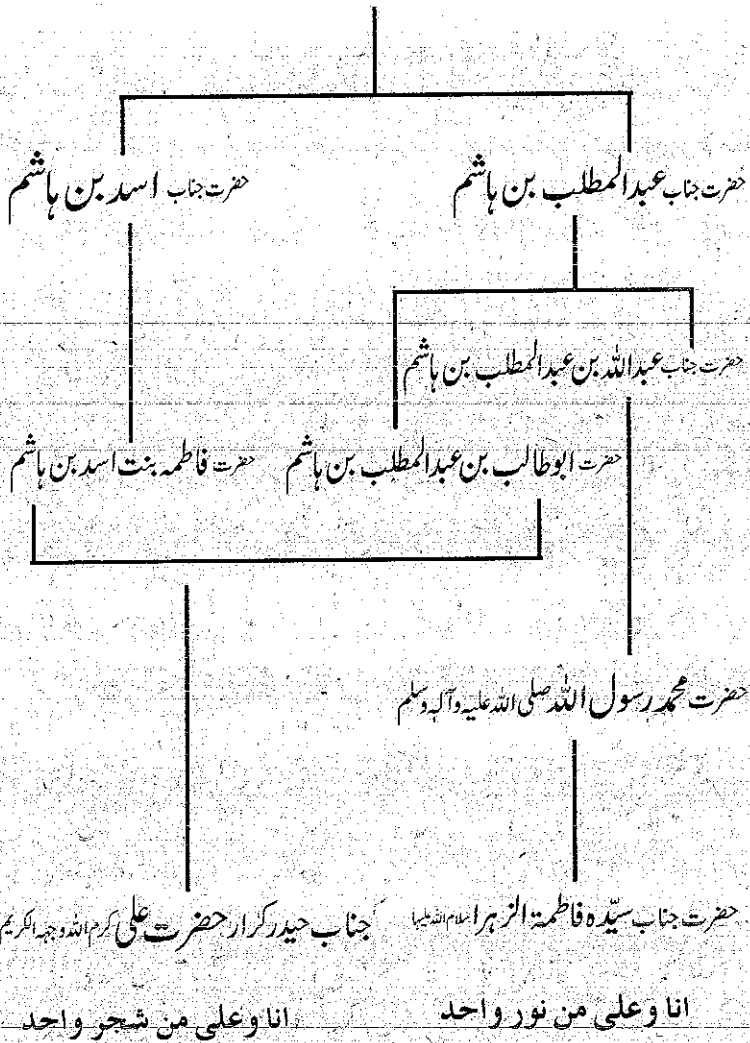 حضرت جناب عبدالمطلب بن ہاشم
حضرت جناب اسد بن ہاشم
حضرت جناب عبداللہ بن عبدالمطلب بن ہاشم
حضرت ابوطالب بن عبدالمطلب بن ہاشم
حضرت فاطمہ بنت اسد بن ہاشم
حضرت محمد رسول اللہ صلی اللہ علیہ وآلہ وسلم
حضرت جناب سیّدہ فاطمۃ الزہرا سلام اللہ علیہا
جناب حیدر کرار حضرت علی کرم اللہ وجہہ الکریم
انا وعلی من نور واحد
انا وعلی من شجر واحد